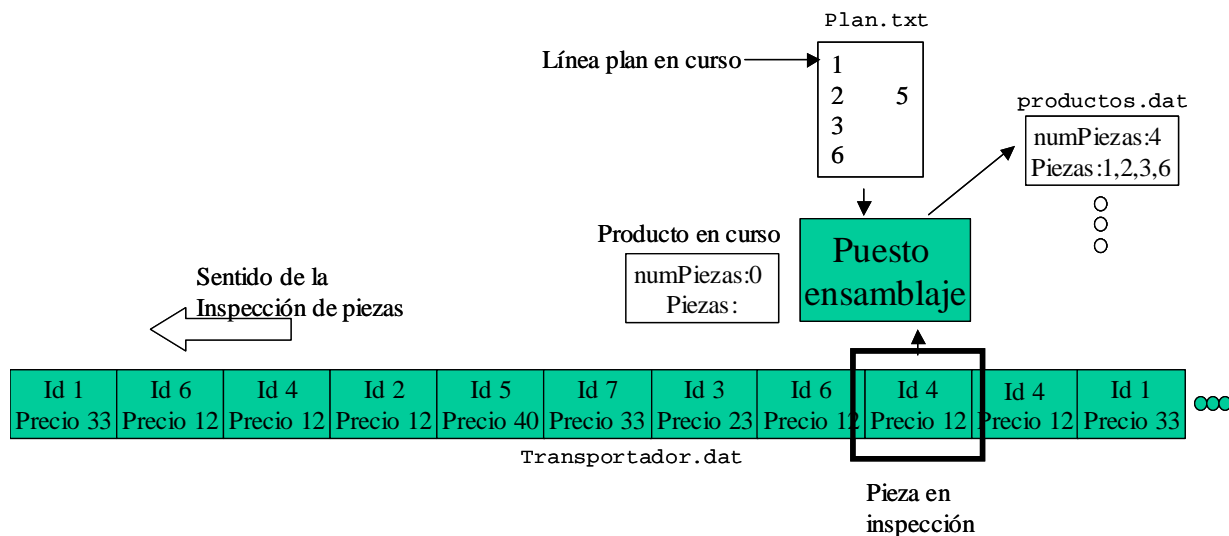 Plan.txt
Línea plan en curso
1
2 5
3
6
productos.dat
numPiezas:4
Piezas:1,2,3,6
Producto en curso
numPiezas:0
Piezas:
Puesto
ensamblaje
Sentido de la
Inspección de piezas
Id 1 Id 6 Id 4 Id 2 Id 5 Id 7 Id 3 Id 6 Id 4 Id 4 Id 1
Precio 33 Precio 12 Precio 12 Precio 12 Precio 40 Precio 33 Precio 23 Precio 12 Precio 12 Precio 12 Precio 33
Transportador.dat
Pieza en
inspección